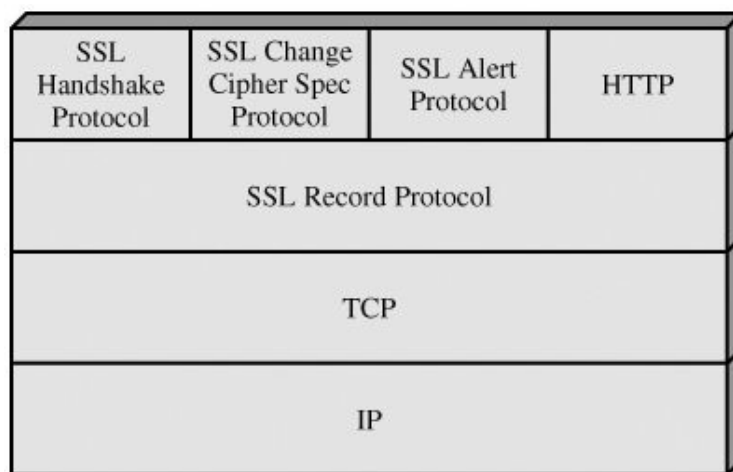 SSL
Handshake
Protocol
SSL Change
Cipher Spec
Protocol
SSL Alert
Protocol
HTTP
SSL Record Protocol
TCP
IP